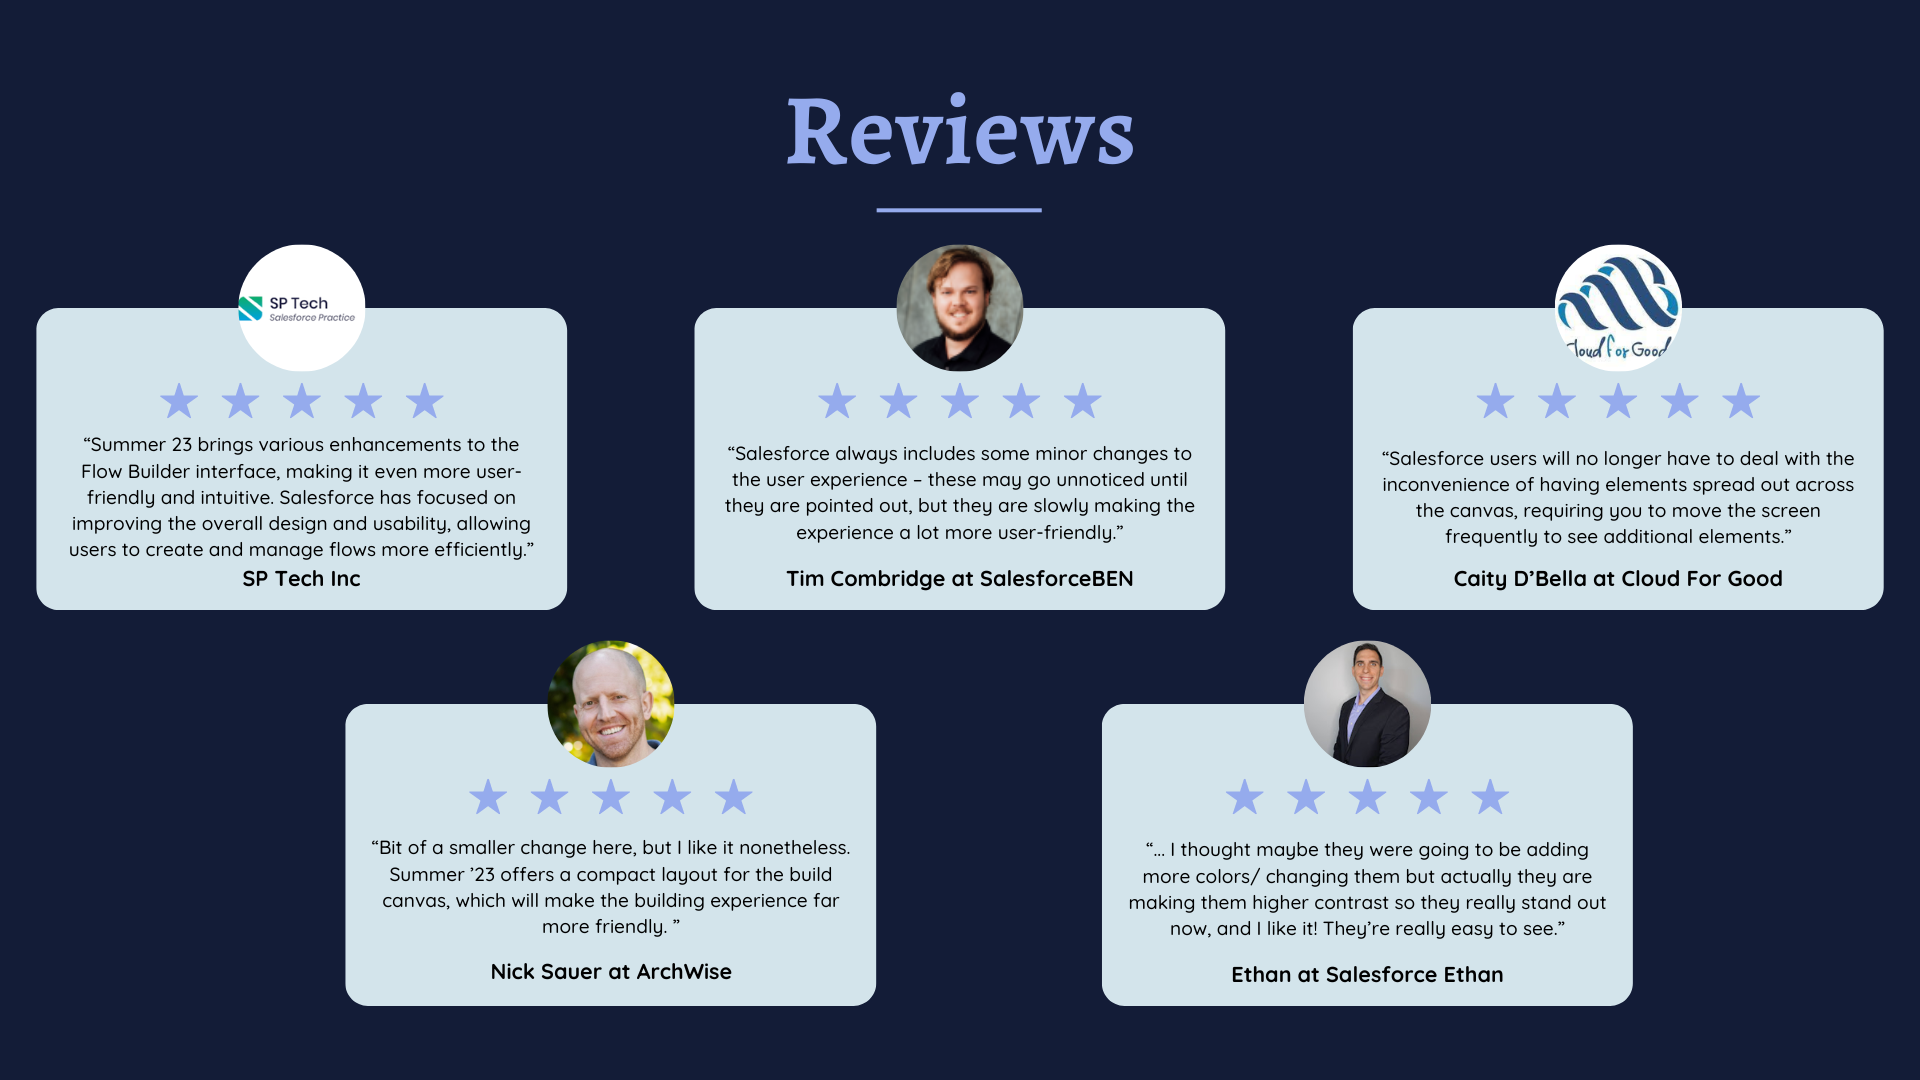 Reviews
SP Tech
Salesforce Practice
“Summer 23 brings various enhancements to the
Flow Builder interface, making it even more user-
friendly and intuitive. Salesforce has focused on
improving the overall design and usability, allowing
users to create and manage flows more efficiently.”
SP Tech Inc
“Salesforce always includes some minor changes to
the user experience – these may go unnoticed until
they are pointed out, but they are slowly making the
experience a lot more user-friendly.”
Tim Combridge at SalesforceBEN
Cloud For Good
“Salesforce users will no longer have to deal with the
inconvenience of having elements spread out across
the canvas, requiring you to move the screen
frequently to see additional elements.”
Caity D’Bella at Cloud For Good
“Bit of a smaller change here, but I like it nonetheless.
Summer ’23 offers a compact layout for the build
canvas, which will make the building experience far
more friendly. ”
Nick Sauer at ArchWise
“... I thought maybe they were going to be adding
more colors/ changing them but actually they are
making them higher contrast so they really stand out
now, and I like it! They’re really easy to see.”
Ethan at Salesforce Ethan